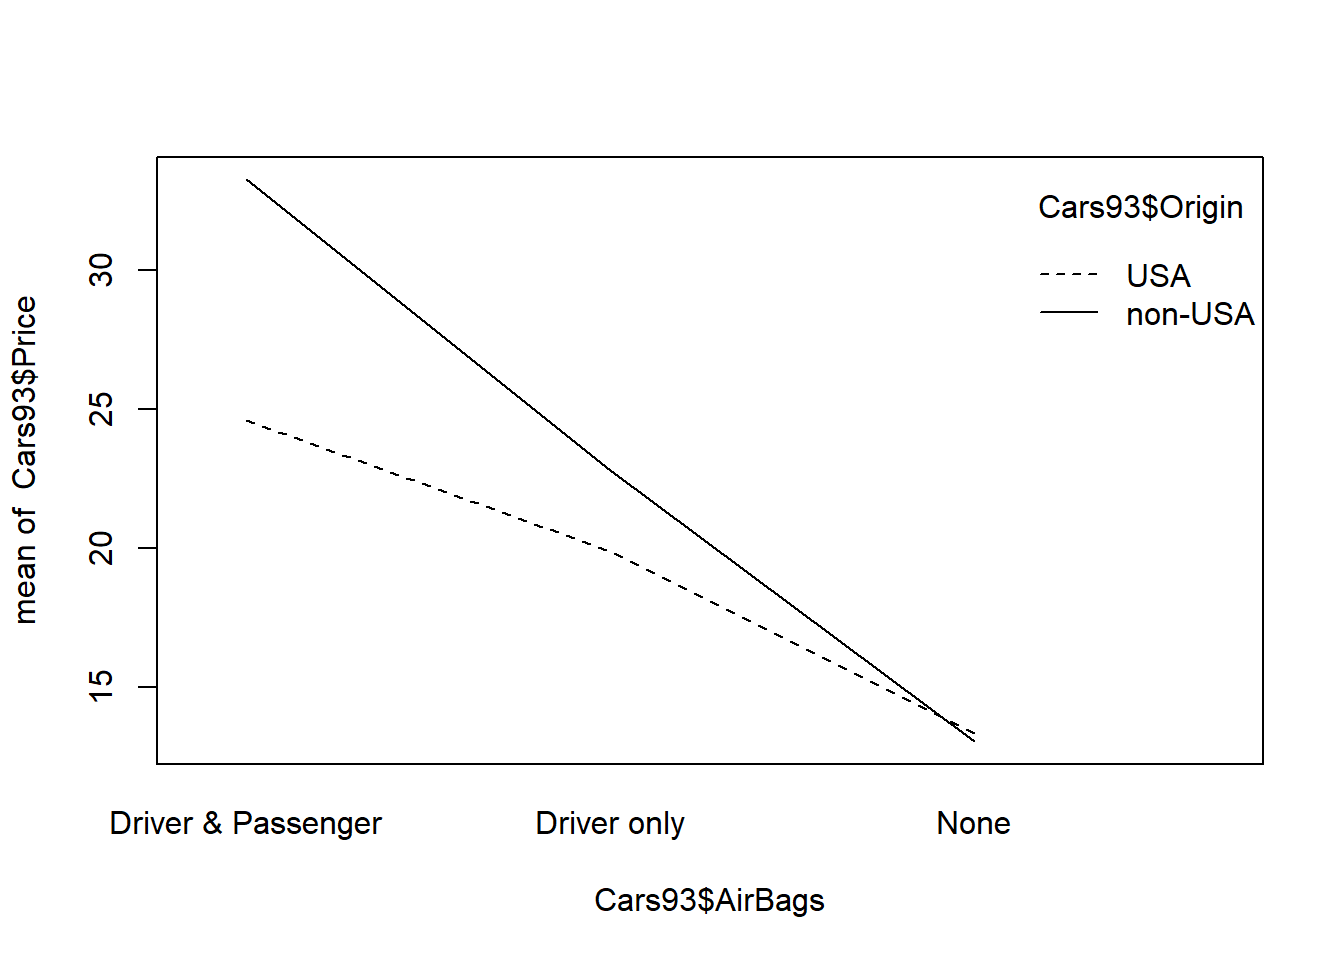 Cars93$Origin
USA
non-USA
mean of Cars93$Price
30
25
20
15
Driver & Passenger
Driver only
None
Cars93$AirBags